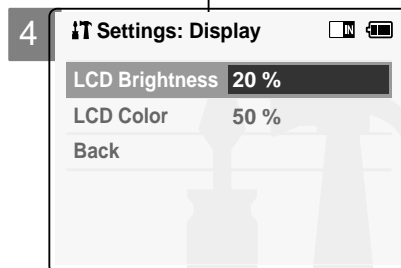 4
Settings: Display IN
LCD Brightness 20 %
LCD Color 50 %
Back